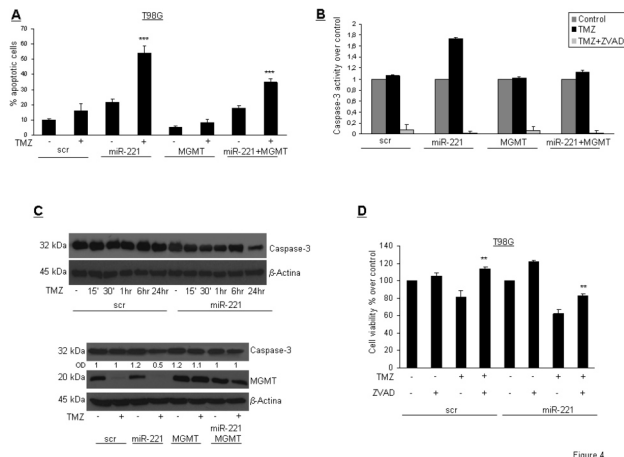 A
T98G
% apoptotic cells
60
50
40
30
20
10
0
***
***
- + - + - + - +
TMZ
scr miR-221 MGMT miR-221+MGMT
B
Control
TMZ
TMZ+ZVAD
Caspase-3 activity over control
2
1,8
1,6
1,4
1,2
1
0,8
0,6
0,4
0,2
0
scr miR-221 MGMT miR-221+MGMT
C
32 kDa Caspase-3
45 kDa β-Actina
TMZ - 15' 30' 1hr 6hr 24hr - 15' 30' 1hr 6hr 24hr
scr miR-221
32 kDa Caspase-3
OD 1 1 1.2 0.5 1.2 1.1 1 1
20 kDa MGMT
45 kDa β-Actina
TMZ - + - + - + - +
scr miR-221 MGMT miR-221
MGMT
D
T98G
Cell viability % over control
140
120
100
80
60
40
20
0
**
**
TMZ - - + + - - + +
ZVAD - + - + - + - +
scr miR-221
Figure 4